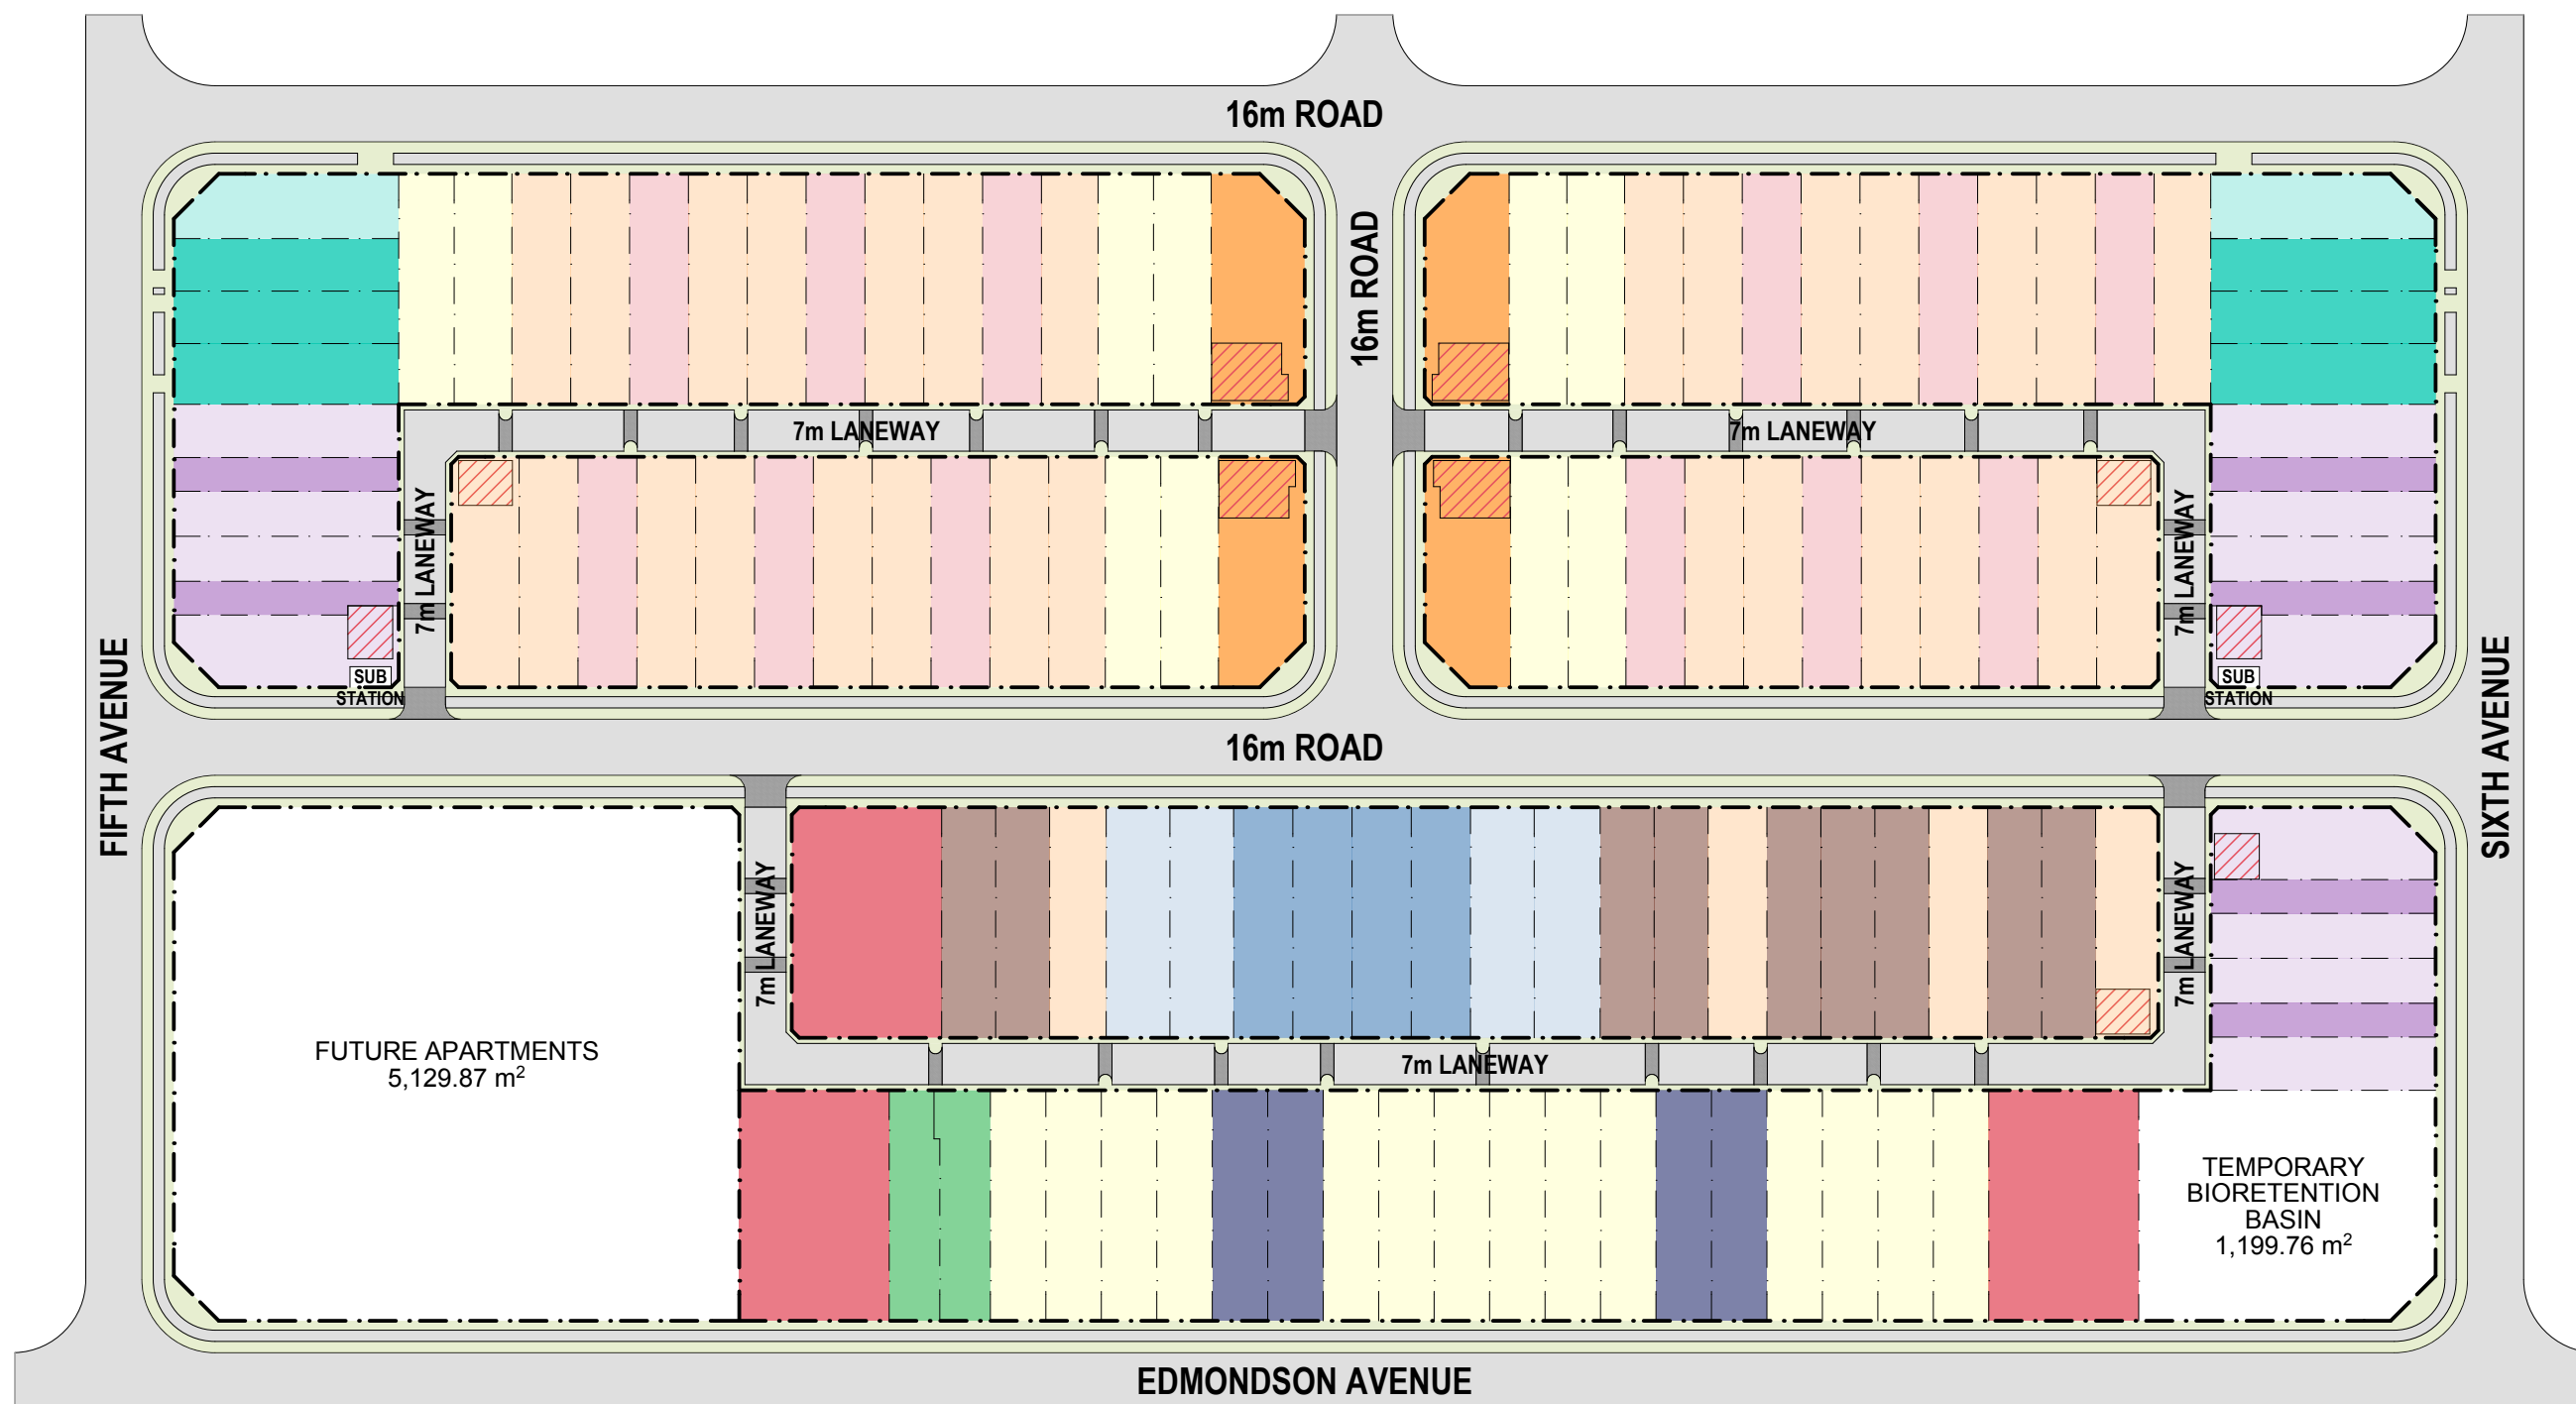 16m ROAD
16m ROAD
7m LANEWAY
7m LANEWAY
7m LANEWAY
7m LANEWAY
SUB
STATION
SUB
STATION
FIFTH AVENUE
SIXTH AVENUE
16m ROAD
7m LANEWAY
7m LANEWAY
FUTURE APARTMENTS
5,129.87 m²
7m LANEWAY
TEMPORARY
BIORETENTION
BASIN
1,199.76 m²
EDMONDSON AVENUE